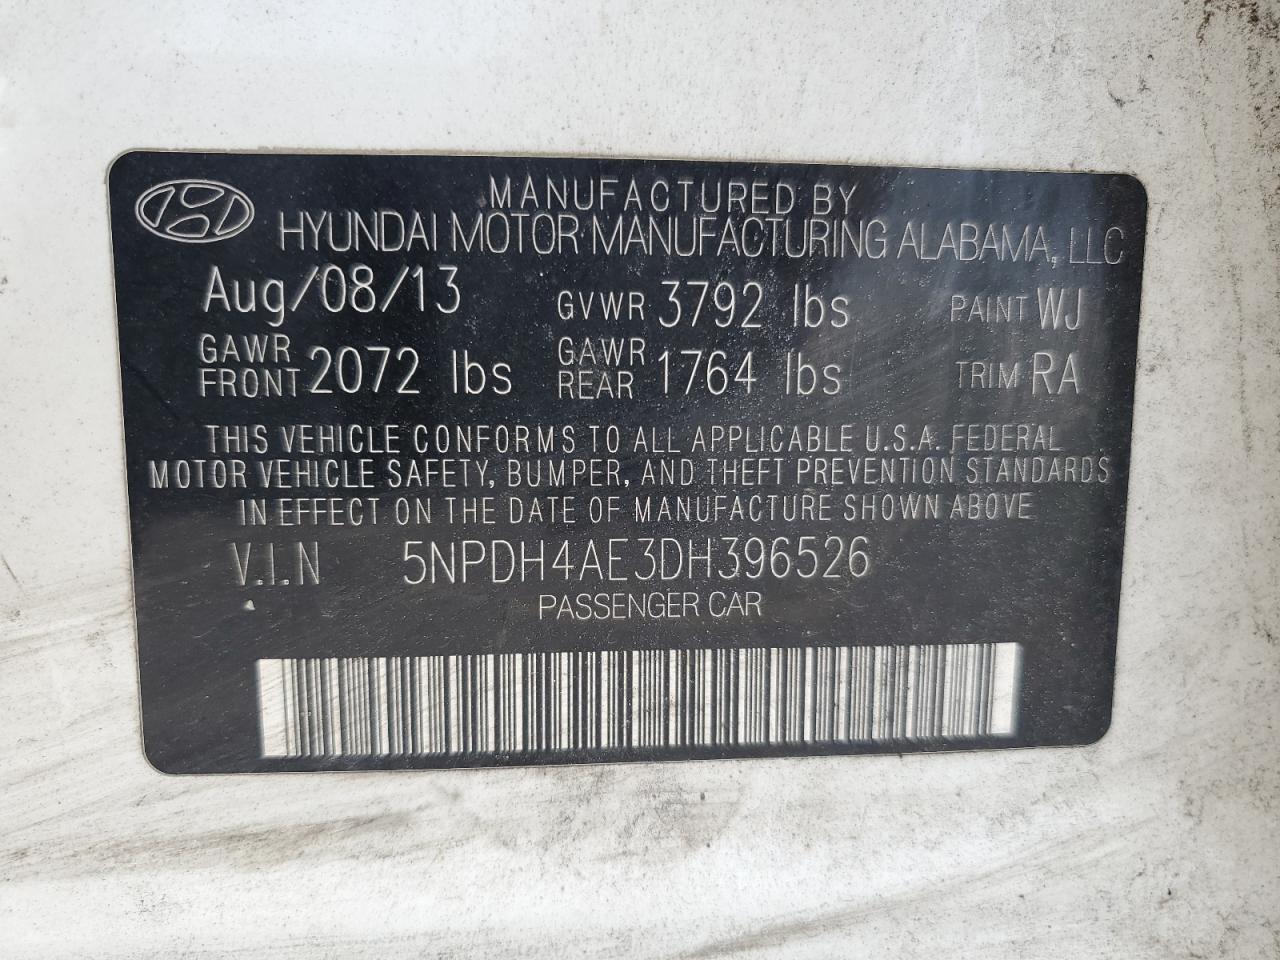 MANUFACTURED BY
HYUNDAI MOTOR MANUFACTURING ALABAMA, LLC
Aug/08/13 GVWR 3792 lbs PAINT WJ
GAWR FRONT 2072 lbs GAWR REAR 1764 lbs TRIM RA
THIS VEHICLE CONFORMS TO ALL APPLICABLE U.S.A. FEDERAL
MOTOR VEHICLE SAFETY, BUMPER, AND THEFT PREVENTION STANDARDS
IN EFFECT ON THE DATE OF MANUFACTURE SHOWN ABOVE
V.I.N 5NPDH4AE3DH396526
PASSENGER CAR